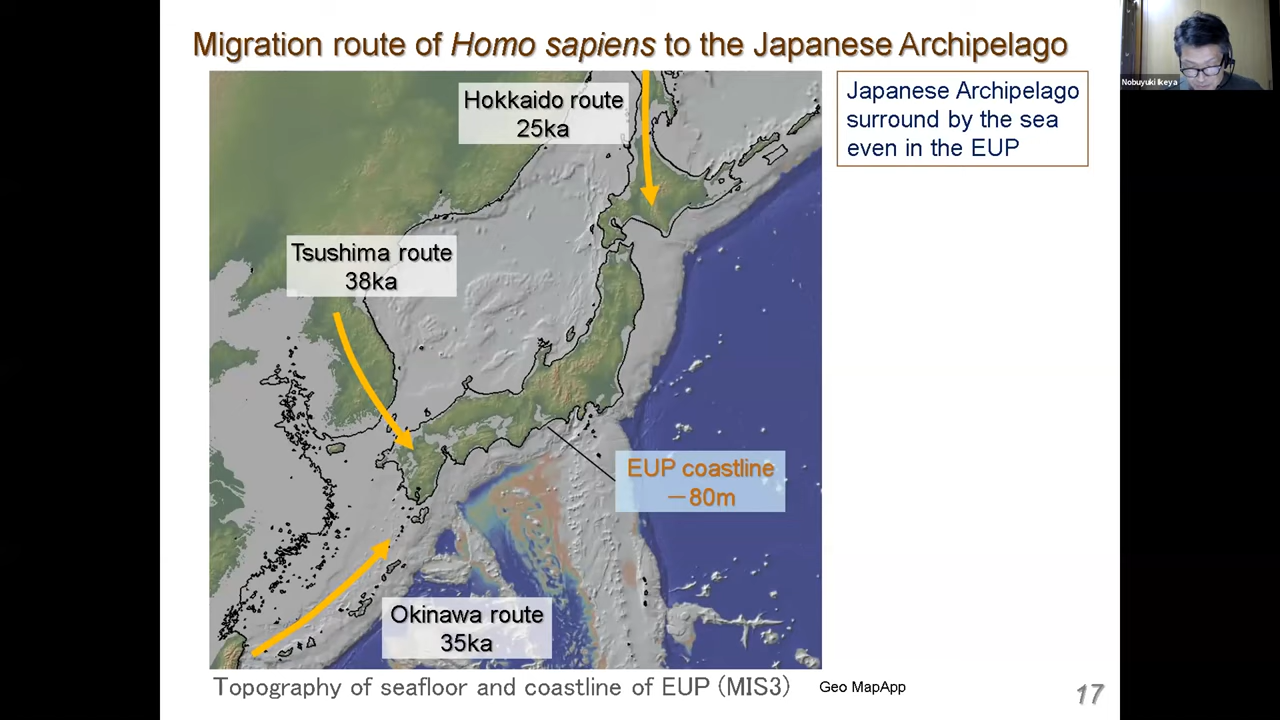 Migration route of Homo sapiens to the Japanese Archipelago
Nobuyuki Ikeya
Japanese Archipelago
surround by the sea
even in the EUP
Hokkaido route
25ka
Tsushima route
38ka
EUP coastline
－80m
Okinawa route
35ka
Topography of seafloor and coastline of EUP (MIS3)
Geo MapApp
17